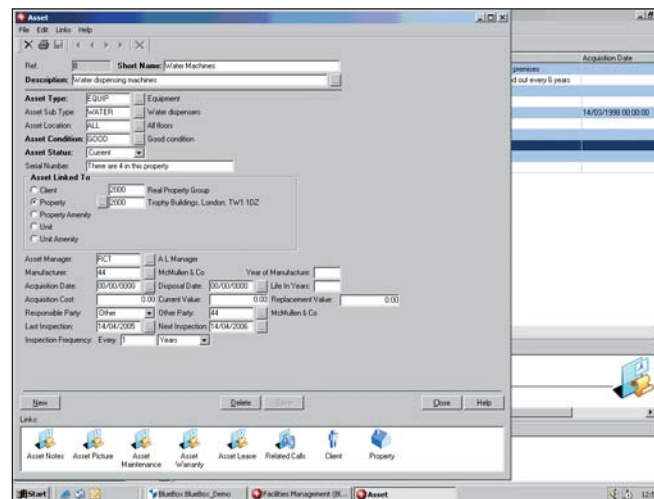 Asset
File Edit Links Help
Ref: 8 Short Name: Water Machines
Description: Water dispensing machines
Asset Type: EQUIP Equipment
Asset Sub Type WATER Water dispensers
Asset Location: ALL All floors
Asset Condition: GOOD Good condition
Asset Status: Current
Serial Number: There are 4 in this property
Asset Linked To
Client 2000 Real Property Group
Property 2000 Trophy Buildings, London, TW1 1DZ
Property Amenity
Unit
Unit Amenity
Asset Manager: RCT A L Manager
Manufacturer: 44 McMullen & Co Year of Manufacture:
Acquisition Date: 00/00/0000 Disposal Date: 00/00/0000 Life In Years:
Acquisition Cost: 0.00 Current Value: 0.00 Replacement Value: 0.00
Responsible Party: Other Other Party: 44 McMullen & Co
Last Inspection: 14/04/2005 Next Inspection: 14/04/2006
Inspection Frequency: Every 1 Years
New Delete Save Close Help
Links:
Asset Notes Asset Picture Asset Maintenance Asset Warranty Asset Lease Related Calls Client Property
Acquisition Date
premises
d out every 6 years
14/03/1998 00:00:00
Start BlueBox BlueBox_Demo Facilities Management (Bl... Asset